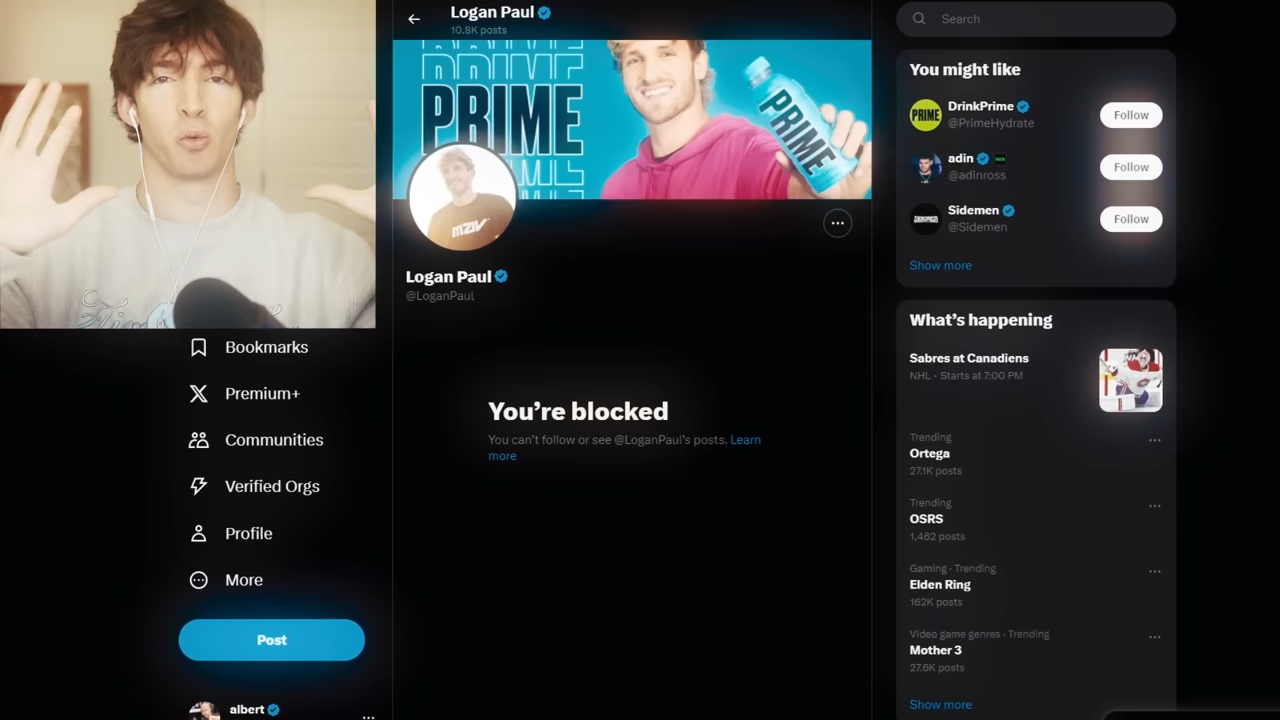 Logan Paul
10.8K posts
PRIME
PRIME
PRIME
PRIME
PRIME
Logan Paul
@LoganPaul
You're blocked
You can't follow or see @LoganPaul's posts. Learn
more
Bookmarks
Premium+
Communities
Verified Orgs
Profile
More
Post
albert
Search
You might like
PRIME
DrinkPrime
@PrimeHydrate
Follow
adin
@adinross
Follow
Sidemen
@Sidemen
Follow
Show more
What's happening
Sabres at Canadiens
NHL · Starts at 7:00 PM
Trending
Ortega
27.1K posts
Trending
OSRS
1,462 posts
Gaming · Trending
Elden Ring
162K posts
Video game genres · Trending
Mother 3
27.6K posts
Show more